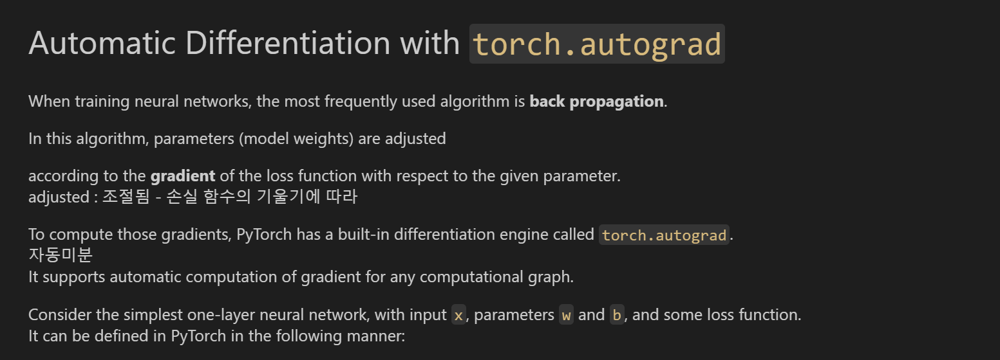 Automatic Differentiation with torch.autograd
When training neural networks, the most frequently used algorithm is back propagation.
In this algorithm, parameters (model weights) are adjusted
according to the gradient of the loss function with respect to the given parameter.
adjusted : 조절됨 - 손실 함수의 기울기에 따라
To compute those gradients, PyTorch has a built-in differentiation engine called torch.autograd.
자동미분
It supports automatic computation of gradient for any computational graph.
Consider the simplest one-layer neural network, with input x, parameters w and b, and some loss function.
It can be defined in PyTorch in the following manner: